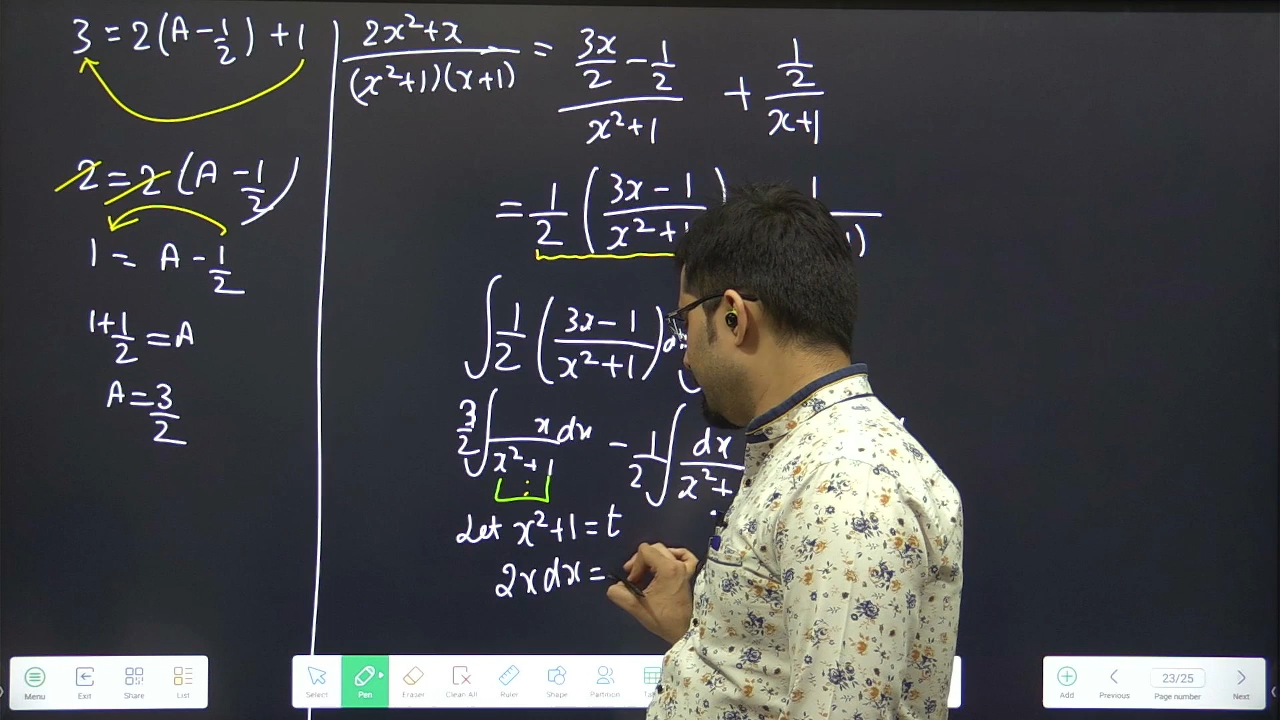 3 = 2(A - 1/2) + 1
2 = 2(A - 1/2)
1 = A - 1/2
1 + 1/2 = A
A = 3/2
(2x² + x)/((x² + 1)(x + 1)) = (3x/2 - 1/2)/(x² + 1) + (1/2)/(x + 1)
= 1/2 ((3x - 1)/(x² + 1
∫ 1/2 ((3x - 1)/(x² + 1)) d
3/2 ∫ x dx/(x² + 1) - 1/2 ∫ dx/(x² +
Let x² + 1 = t
2x dx =
Menu Exit Share List
Select Pen Eraser Clean All Ruler Shape Partition
Add Previous 23/25 Page number Next